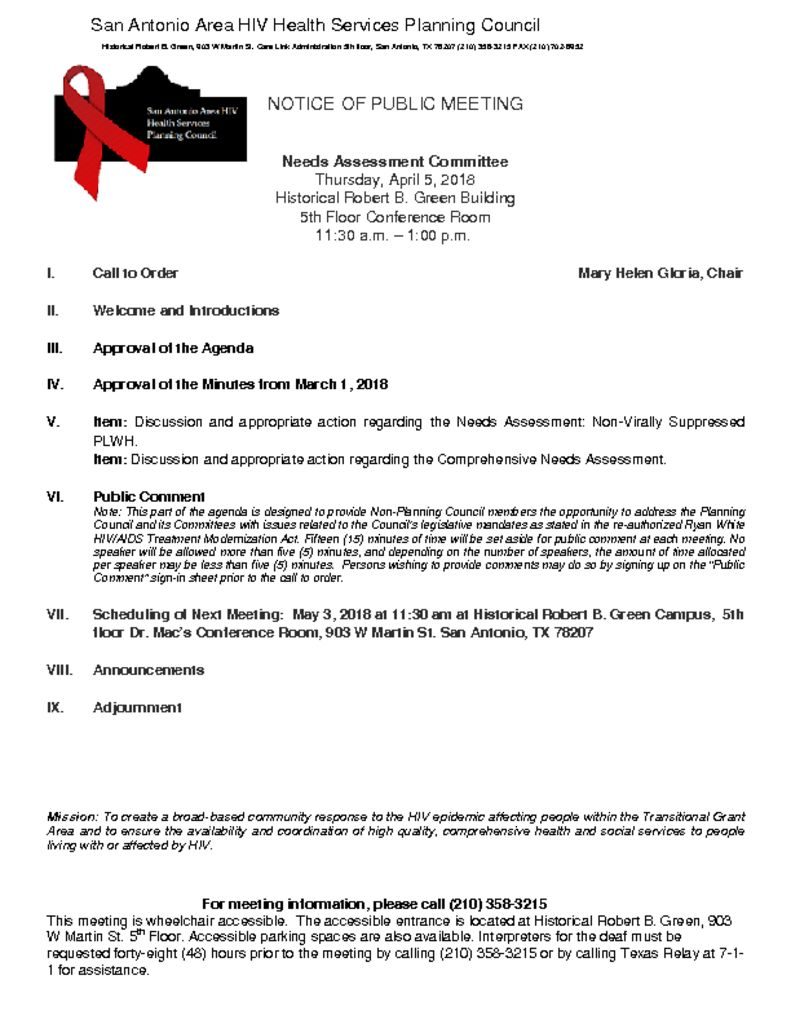 San Antonio Area HIV Health Services Planning Council
Historical Robert B. Green, 903 W Martin St. Care Link Administration 5th floor, San Antonio, TX 78207 (210) 358-3215 FAX (210) 702-6952
San Antonio Area HIV
Health Services
Planning Council
NOTICE OF PUBLIC MEETING
Needs Assessment Committee
Thursday, April 5, 2018
Historical Robert B. Green Building
5th Floor Conference Room
11:30 a.m. – 1:00 p.m.
I. Call to Order Mary Helen Gloria, Chair
II. Welcome and Introductions
III. Approval of the Agenda
IV. Approval of the Minutes from March 1, 2018
V. Item: Discussion and appropriate action regarding the Needs Assessment: Non-Virally Suppressed
PLWH.
Item: Discussion and appropriate action regarding the Comprehensive Needs Assessment.
VI. Public Comment
Note: This part of the agenda is designed to provide Non-Planning Council members the opportunity to address the Planning
Council and its Committees with issues related to the Council's legislative mandates as stated in the re-authorized Ryan White
HIV/AIDS Treatment Modernization Act. Fifteen (15) minutes of time will be set aside for public comment at each meeting. No
speaker will be allowed more than five (5) minutes, and depending on the number of speakers, the amount of time allocated
per speaker may be less than five (5) minutes. Persons wishing to provide comments may do so by signing up on the "Public
Comment" sign-in sheet prior to the call to order.
VII. Scheduling of Next Meeting: May 3, 2018 at 11:30 am at Historical Robert B. Green Campus, 5th
floor Dr. Mac's Conference Room, 903 W Martin St. San Antonio, TX 78207
VIII. Announcements
IX. Adjournment
Mission: To create a broad-based community response to the HIV epidemic affecting people within the Transitional Grant
Area and to ensure the availability and coordination of high quality, comprehensive health and social services to people
living with or affected by HIV.
For meeting information, please call (210) 358-3215
This meeting is wheelchair accessible. The accessible entrance is located at Historical Robert B. Green, 903
W Martin St. 5th Floor. Accessible parking spaces are also available. Interpreters for the deaf must be
requested forty-eight (48) hours prior to the meeting by calling (210) 358-3215 or by calling Texas Relay at 7-1-
1 for assistance.